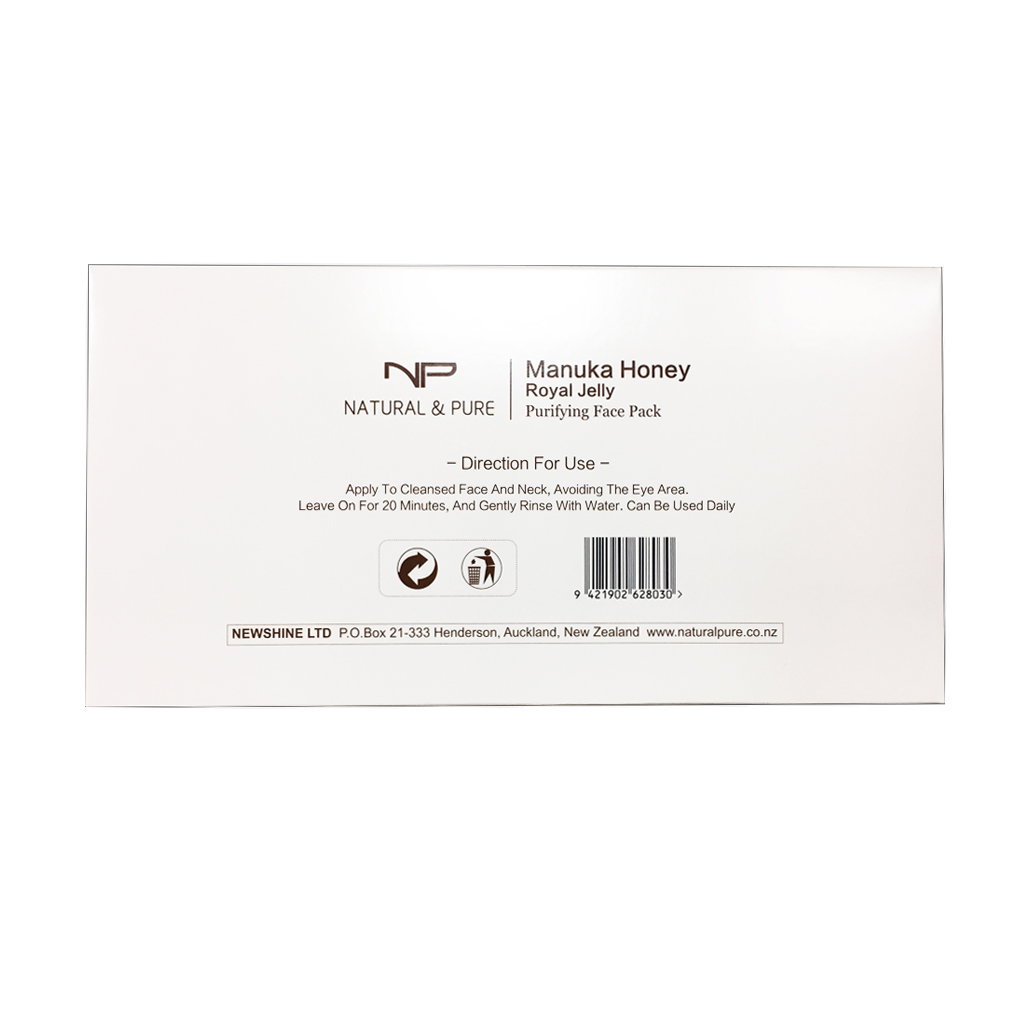 NP
NATURAL & PURE
Manuka Honey
Royal Jelly
Purifying Face Pack
– Direction For Use –
Apply To Cleansed Face And Neck, Avoiding The Eye Area.
Leave On For 20 Minutes, And Gently Rinse With Water. Can Be Used Daily
9 421902 628030 >
NEWSHINE LTD P.O.Box 21-333 Henderson, Auckland, New Zealand www.naturalpure.co.nz